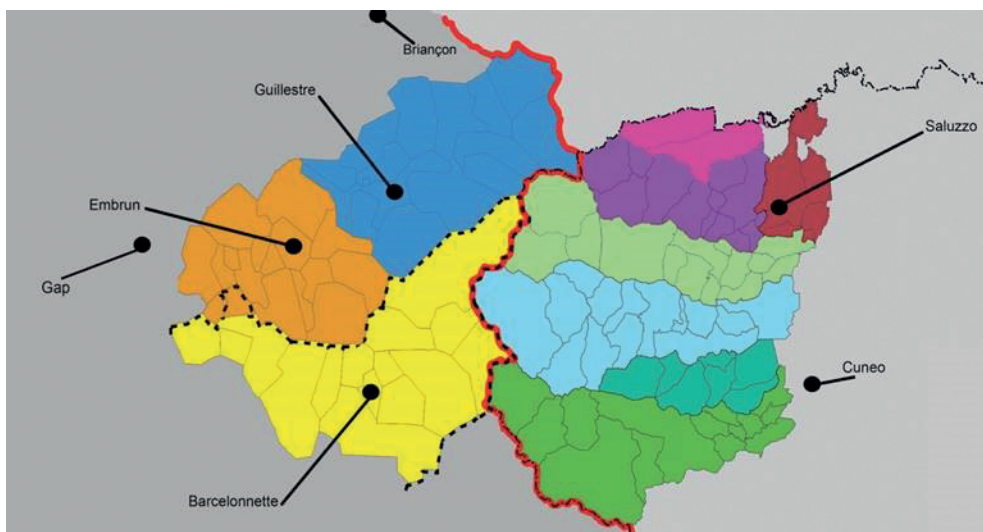 Briançon
Guillestre
Saluzzo
Embrun
Gap
Cuneo
Barcelonnette